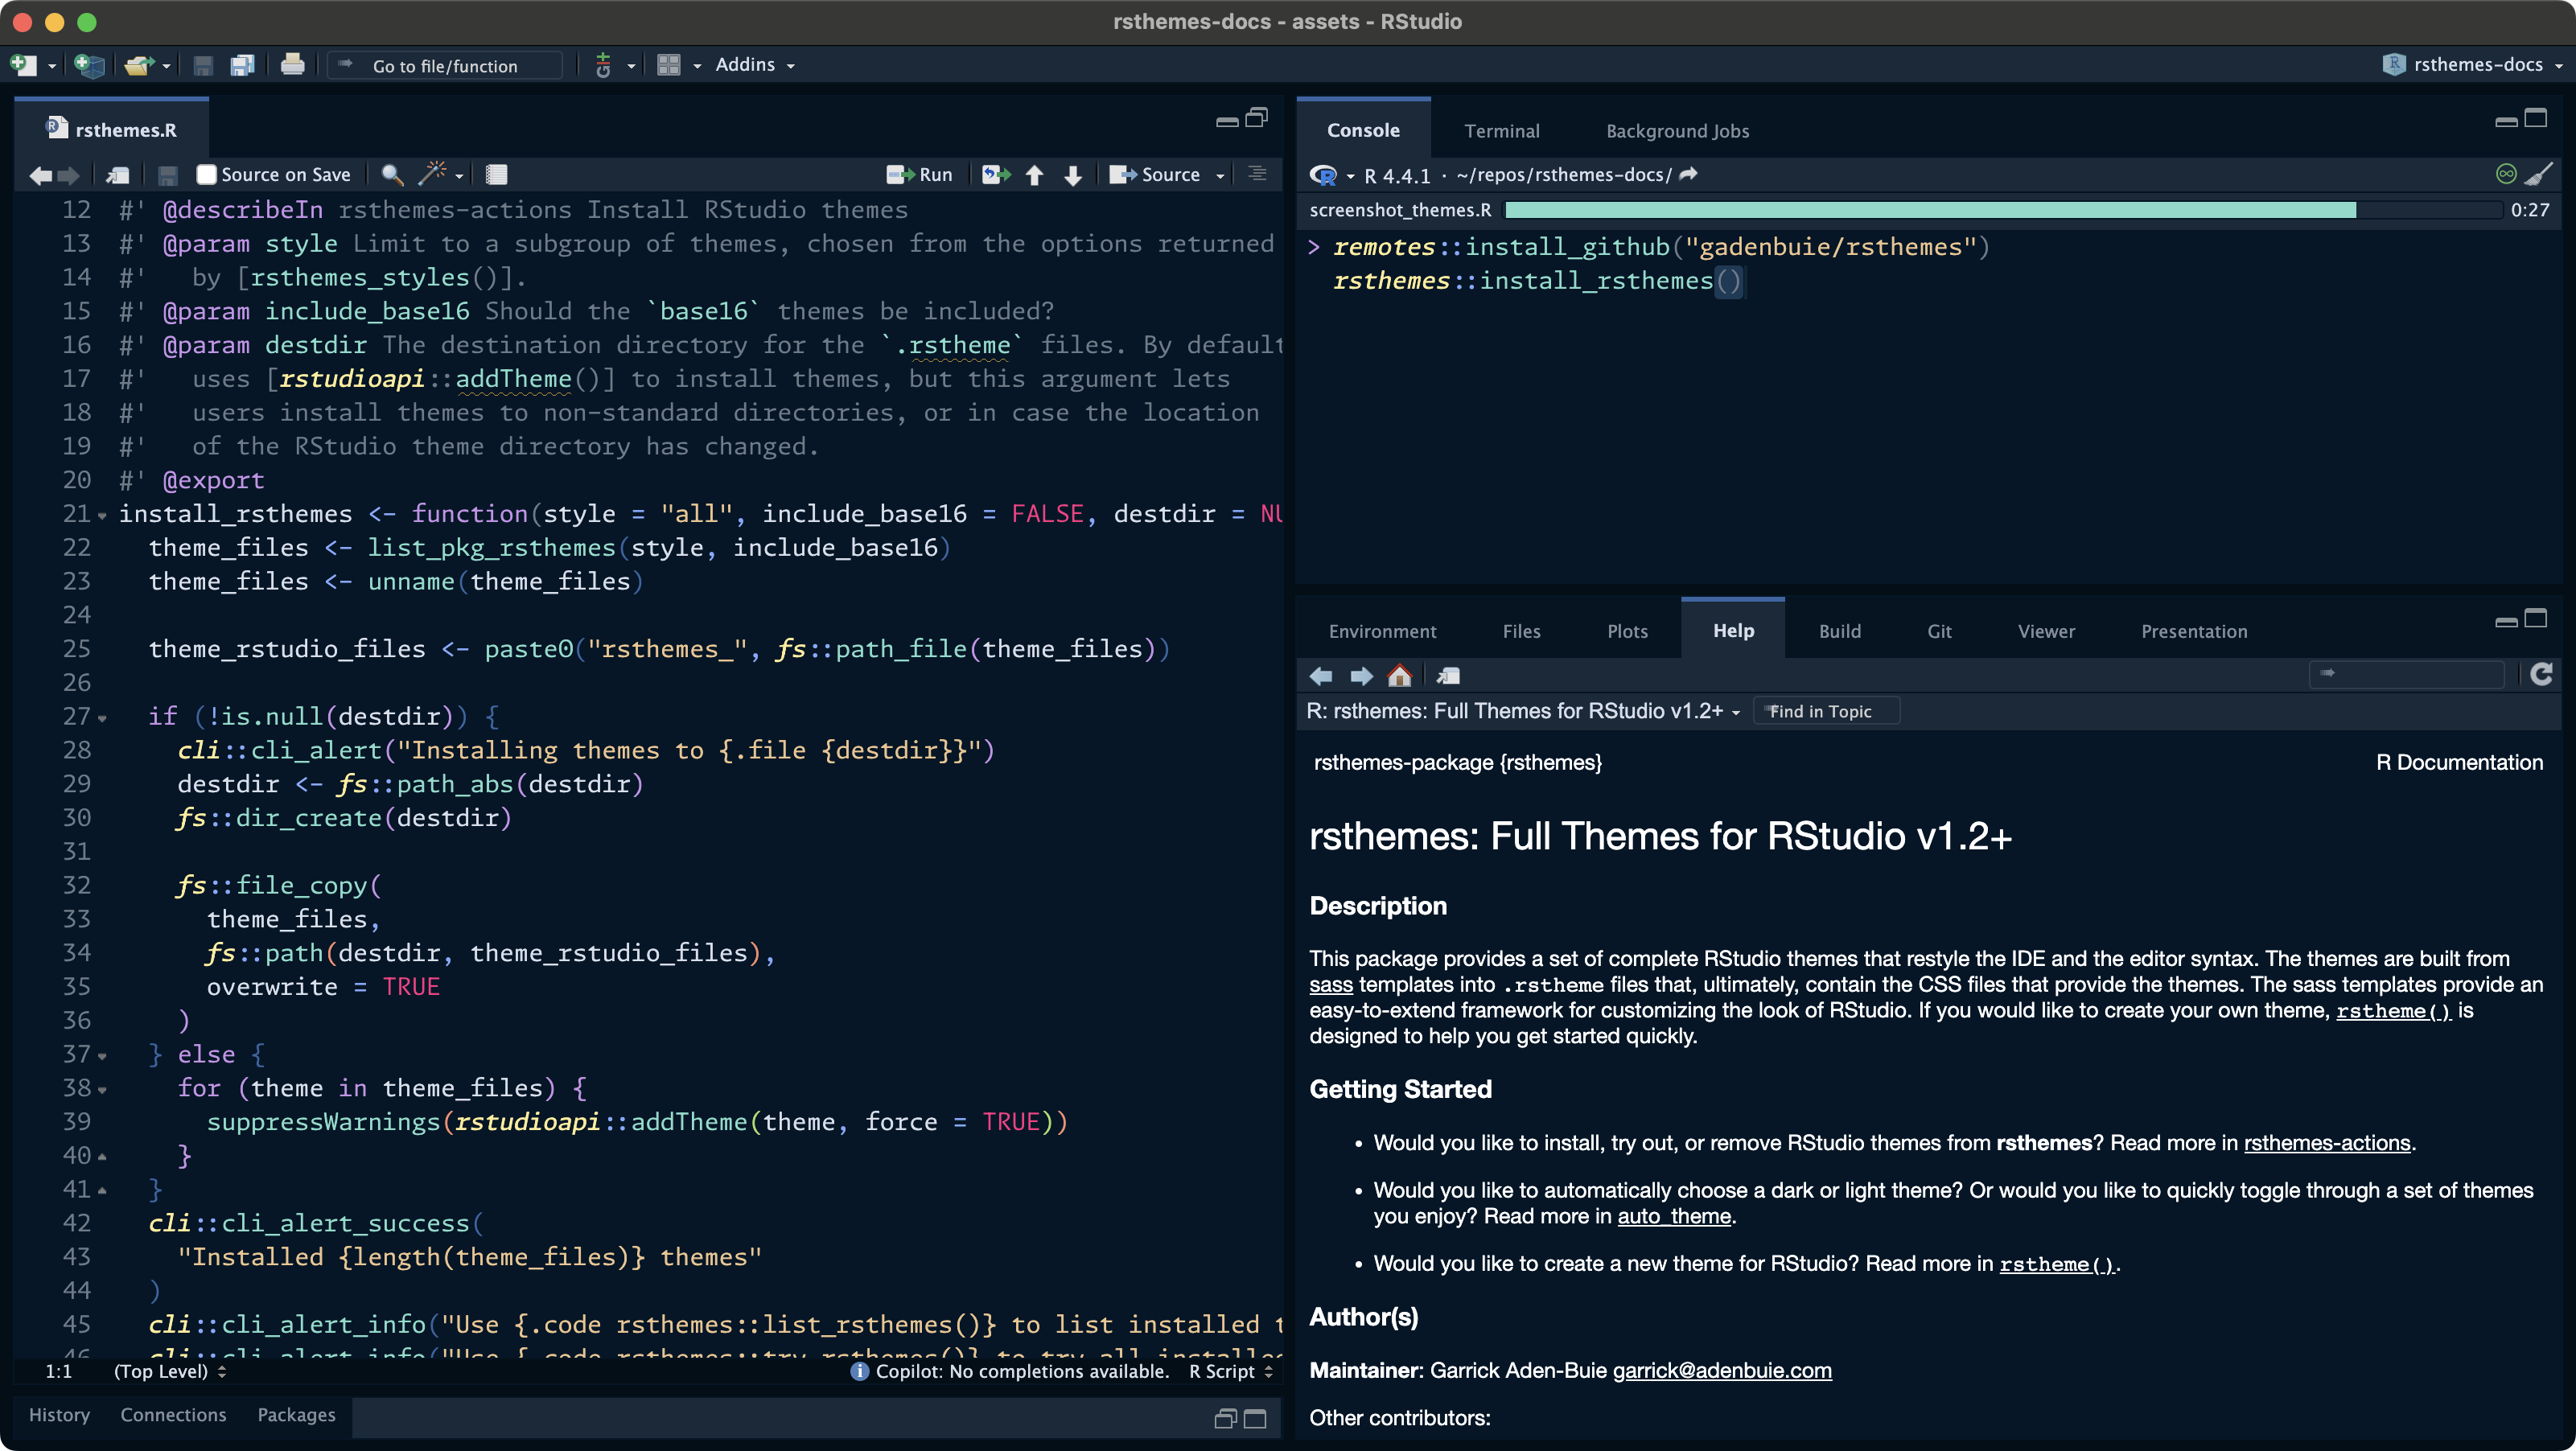 rsthemes-docs - assets - RStudio
Go to file/function
Addins
rsthemes-docs
rsthemes.R
Source on Save
Run
Source
12 #' @describeIn rsthemes-actions Install RStudio themes
13 #' @param style Limit to a subgroup of themes, chosen from the options returned
14 #'   by [rsthemes_styles()].
15 #' @param include_base16 Should the `base16` themes be included?
16 #' @param destdir The destination directory for the `.rstheme` files. By default
17 #'   uses [rstudioapi::addTheme()] to install themes, but this argument lets
18 #'   users install themes to non-standard directories, or in case the location
19 #'   of the RStudio theme directory has changed.
20 #' @export
21 install_rsthemes <- function(style = "all", include_base16 = FALSE, destdir = NU
22   theme_files <- list_pkg_rsthemes(style, include_base16)
23   theme_files <- unname(theme_files)
24
25   theme_rstudio_files <- paste0("rsthemes_", fs::path_file(theme_files))
26
27   if (!is.null(destdir)) {
28     cli::cli_alert("Installing themes to {.file {destdir}}")
29     destdir <- fs::path_abs(destdir)
30     fs::dir_create(destdir)
31
32     fs::file_copy(
33       theme_files,
34       fs::path(destdir, theme_rstudio_files),
35       overwrite = TRUE
36     )
37   } else {
38     for (theme in theme_files) {
39       suppressWarnings(rstudioapi::addTheme(theme, force = TRUE))
40     }
41   }
42   cli::cli_alert_success(
43     "Installed {length(theme_files)} themes"
44   )
45   cli::cli_alert_info("Use {.code rsthemes::list_rsthemes()} to list installed t
46   cli::cli_alert_info("Use {.code rsthemes::try_rsthemes()} to try all installe
1:1 (Top Level)
Copilot: No completions available. R Script
History Connections Packages
Console Terminal Background Jobs
R 4.4.1 · ~/repos/rsthemes-docs/
screenshot_themes.R 0:27
> remotes::install_github("gadenbuie/rsthemes")
  rsthemes::install_rsthemes()
Environment Files Plots Help Build Git Viewer Presentation
R: rsthemes: Full Themes for RStudio v1.2+ Find in Topic
rsthemes-package {rsthemes} R Documentation
rsthemes: Full Themes for RStudio v1.2+
Description
This package provides a set of complete RStudio themes that restyle the IDE and the editor syntax. The themes are built from
sass templates into .rstheme files that, ultimately, contain the CSS files that provide the themes. The sass templates provide an
easy-to-extend framework for customizing the look of RStudio. If you would like to create your own theme, rstheme() is
designed to help you get started quickly.
Getting Started
• Would you like to install, try out, or remove RStudio themes from rsthemes? Read more in rsthemes-actions.
• Would you like to automatically choose a dark or light theme? Or would you like to quickly toggle through a set of themes
you enjoy? Read more in auto_theme.
• Would you like to create a new theme for RStudio? Read more in rstheme().
Author(s)
Maintainer: Garrick Aden-Buie garrick@adenbuie.com
Other contributors: